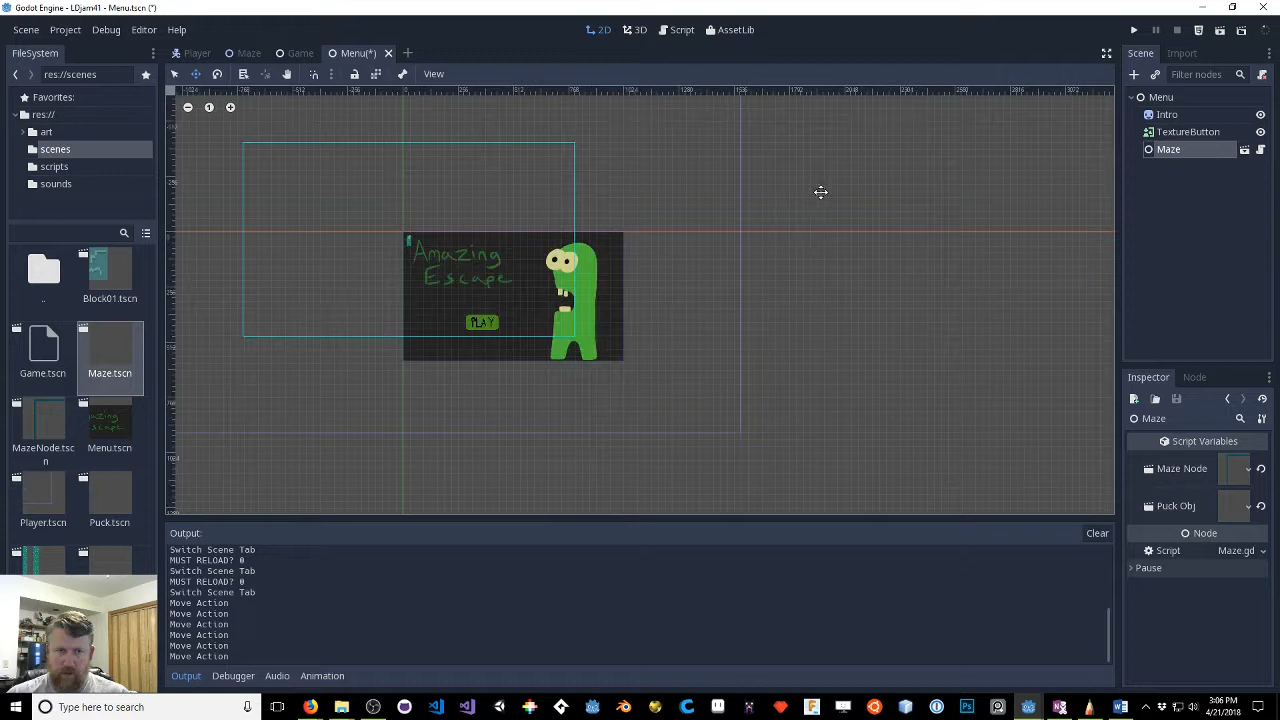 Godot Engine - LDjam41 - Menu.tscn (*)
Scene Project Debug Editor Help
2D 3D Script AssetLib
FileSystem
Player Maze Game Menu(*)
Scene Import
res://scenes
View
Filter nodes
Favorites:
res://
art
scenes
scripts
sounds
Menu
Intro
TextureButton
Maze
Amazing
Escape
PLAY
..
Block01.tscn
Game.tscn
Maze.tscn
MazeNode.tsc
n
Menu.tscn
Player.tscn
Puck.tscn
Inspector Node
Maze
Script Variables
Maze Node
Puck Obj
Node
Script Maze.gd
Pause
Output:
Clear
Switch Scene Tab
MUST RELOAD? 0
Switch Scene Tab
MUST RELOAD? 0
Switch Scene Tab
Move Action
Move Action
Move Action
Move Action
Move Action
Move Action
Output Debugger Audio Animation
Type here to search
3:06 PM
4/21/2018